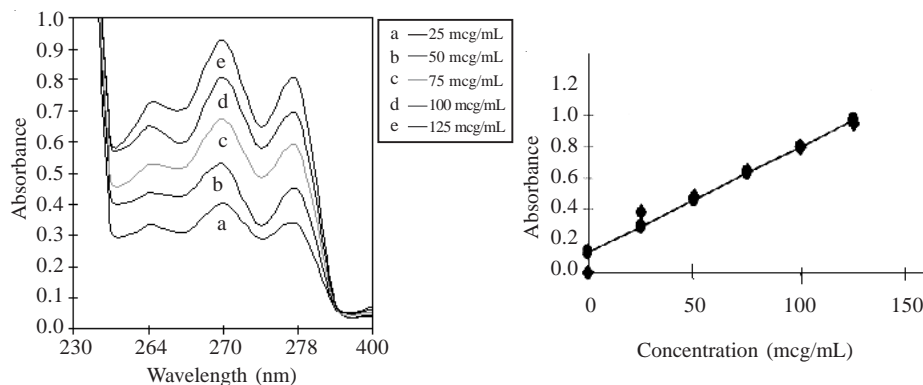 1.0
0.9
0.8
0.7
0.6
0.5
0.4
0.3
0.2
0.1
0.0
Absorbance
230 264 270 278 400
Wavelength (nm)
e
d
c
b
a
a 25 mcg/mL
b 50 mcg/mL
c 75 mcg/mL
d 100 mcg/mL
e 125 mcg/mL
1.2
1.0
0.8
0.6
0.4
0.2
0.0
Absorbance
0 50 100 150
Concentration (mcg/mL)